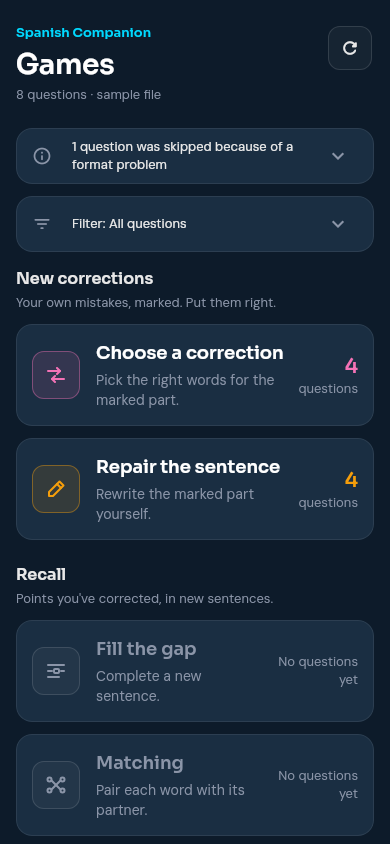 Spanish Companion
Games
8 questions · sample file
1 question was skipped because of a
format problem
Filter: All questions
New corrections
Your own mistakes, marked. Put them right.
Choose a correction
Pick the right words for the
marked part.
4
questions
Repair the sentence
Rewrite the marked part
yourself.
4
questions
Recall
Points you've corrected, in new sentences.
Fill the gap
Complete a new
sentence.
No questions
yet
Matching
Pair each word with its
partner.
No questions
yet